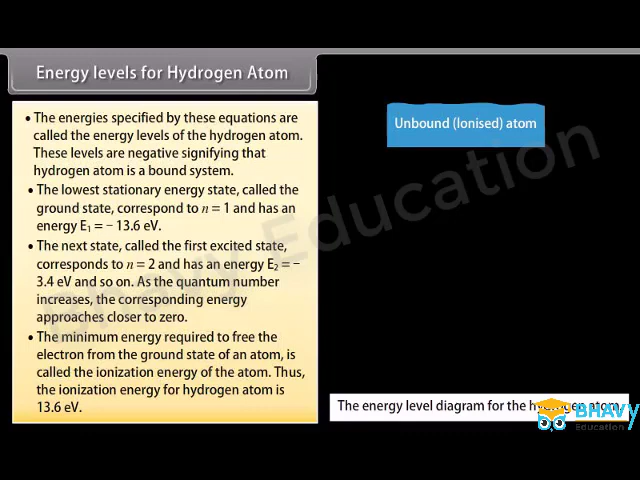 Energy levels for Hydrogen Atom
• The energies specified by these equations are
called the energy levels of the hydrogen atom.
These levels are negative signifying that
hydrogen atom is a bound system.
• The lowest stationary energy state, called the
ground state, correspond to n = 1 and has an
energy E₁ = − 13.6 eV.
• The next state, called the first excited state,
corresponds to n = 2 and has an energy E₂ = −
3.4 eV and so on. As the quantum number
increases, the corresponding energy
approaches closer to zero.
• The minimum energy required to free the
electron from the ground state of an atom, is
called the ionization energy of the atom. Thus,
the ionization energy for hydrogen atom is
13.6 eV.
Unbound (Ionised) atom
The energy level diagram for the hydrogen atom.
BHAVY
Education
Bhavy Education